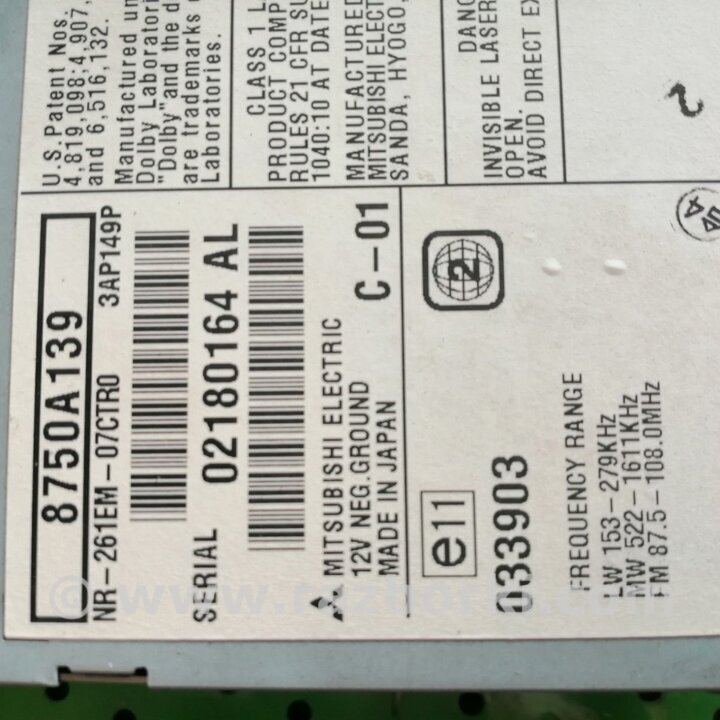 U.S.Patent Nos.
4,819,098;4,907,
and 6,516,132.
Manufactured un
Dolby Laboratori
"Dolby"and the d
are trademarks o
Laboratories.
CLASS 1 L
PRODUCT COMP
RULES 21 CFR SU
1040:10 AT DATE
MANUFACTURED
MITSUBISHI ELECT
SANDA, HYOGO,
DANG
INVISIBLE LASER
OPEN.
AVOID DIRECT EX
8750A139
NR-261EM-07CTR0 3AP149P
SERIAL 02180164 AL
MITSUBISHI ELECTRIC
12V NEG.GROUND
MADE IN JAPAN
C-01
2
4
e11
033903
FREQUENCY RANGE
LW 153-279KHz
MW 522-1611KHz
FM 87.5-108.0MHz